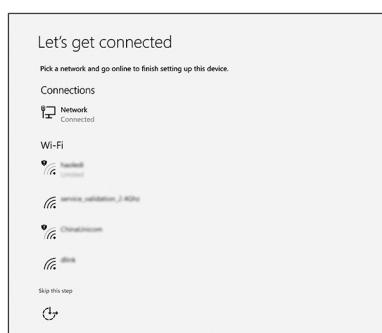 Let's get connected
Pick a network and go online to finish setting up this device.
Connections
Network
Connected
Wi-Fi
haoledi
Limited
service_validation_2.4Ghz
ChinaUnicom
dlink
Skip this step